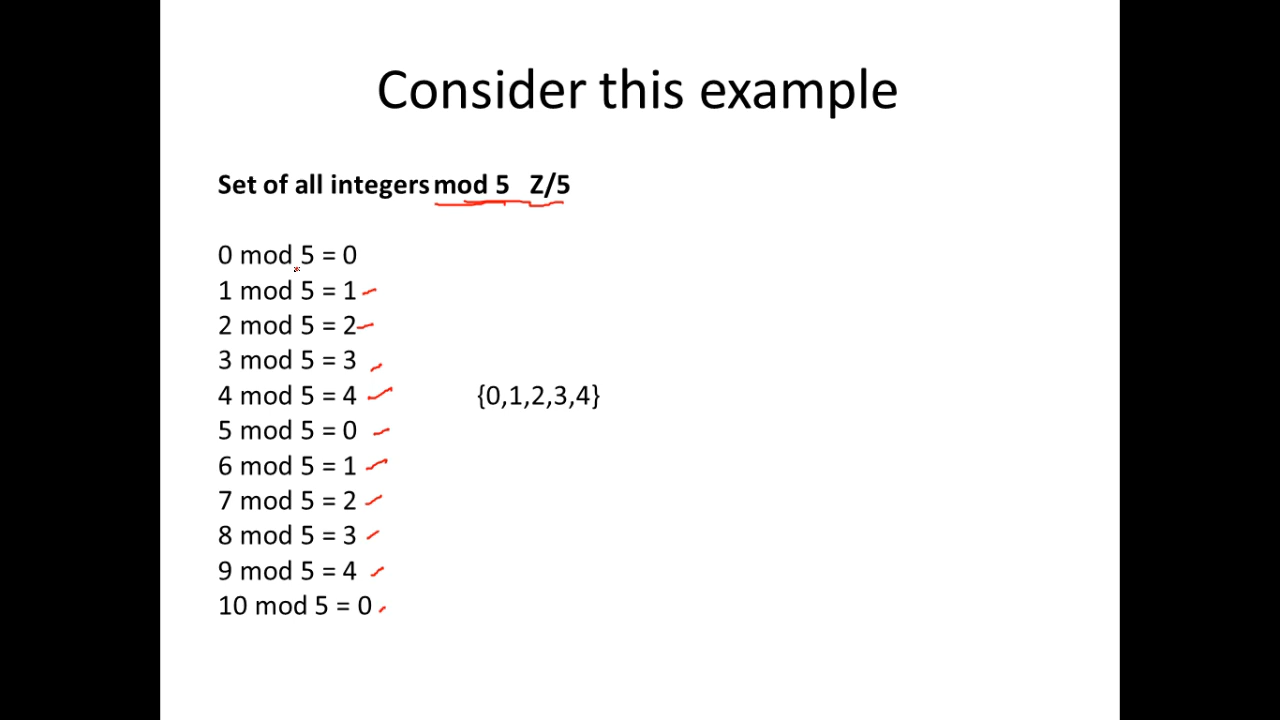 Consider this example
Set of all integers mod 5 Z/5
0 mod 5 = 0
1 mod 5 = 1
2 mod 5 = 2
3 mod 5 = 3
4 mod 5 = 4
{0,1,2,3,4}
5 mod 5 = 0
6 mod 5 = 1
7 mod 5 = 2
8 mod 5 = 3
9 mod 5 = 4
10 mod 5 = 0